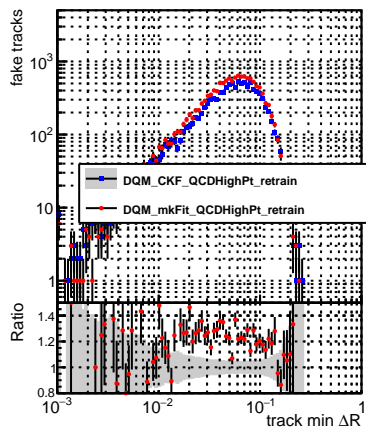 fake tracks
10³
10²
10
1
DQM_CKF_QCDHighPt_retrain
DQM_mkFit_QCDHighPt_retrain
Ratio
1.4
1.2
1
0.8
10⁻³
10⁻²
10⁻¹
1
track min ΔR